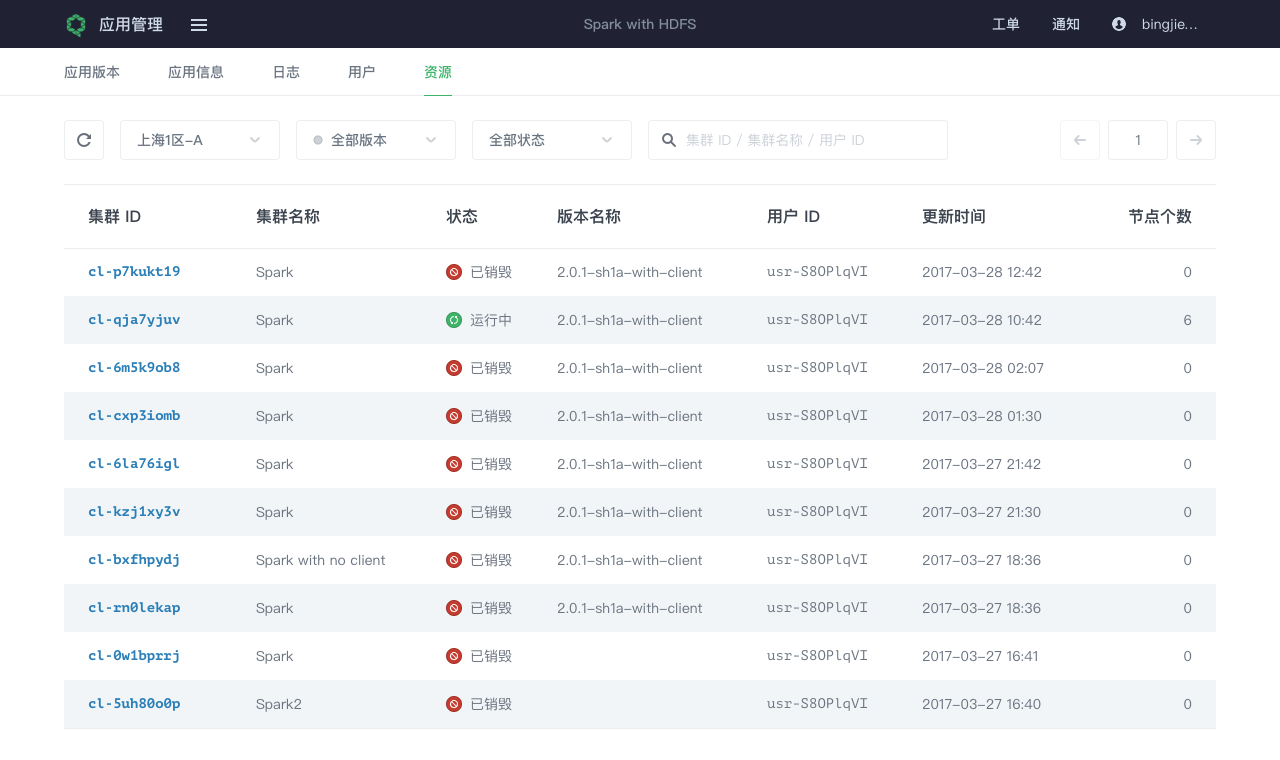 应用管理 Spark with HDFS 工单 通知 bingjie...
应用版本 应用信息 日志 用户 资源
上海1区-A 全部版本 全部状态 集群 ID / 集群名称 / 用户 ID 1
集群 ID 集群名称 状态 版本名称 用户 ID 更新时间 节点个数
cl-p7kukt19 Spark 已销毁 2.0.1-sh1a-with-client usr-S8OPlqVI 2017-03-28 12:42 0
cl-qja7yjuv Spark 运行中 2.0.1-sh1a-with-client usr-S8OPlqVI 2017-03-28 10:42 6
cl-6m5k9ob8 Spark 已销毁 2.0.1-sh1a-with-client usr-S8OPlqVI 2017-03-28 02:07 0
cl-cxp3iomb Spark 已销毁 2.0.1-sh1a-with-client usr-S8OPlqVI 2017-03-28 01:30 0
cl-6la76igl Spark 已销毁 2.0.1-sh1a-with-client usr-S8OPlqVI 2017-03-27 21:42 0
cl-kzj1xy3v Spark 已销毁 2.0.1-sh1a-with-client usr-S8OPlqVI 2017-03-27 21:30 0
cl-bxfhpydj Spark with no client 已销毁 2.0.1-sh1a-with-client usr-S8OPlqVI 2017-03-27 18:36 0
cl-rn0lekap Spark 已销毁 2.0.1-sh1a-with-client usr-S8OPlqVI 2017-03-27 18:36 0
cl-0w1bprrj Spark 已销毁 usr-S8OPlqVI 2017-03-27 16:41 0
cl-5uh80o0p Spark2 已销毁 usr-S8OPlqVI 2017-03-27 16:40 0